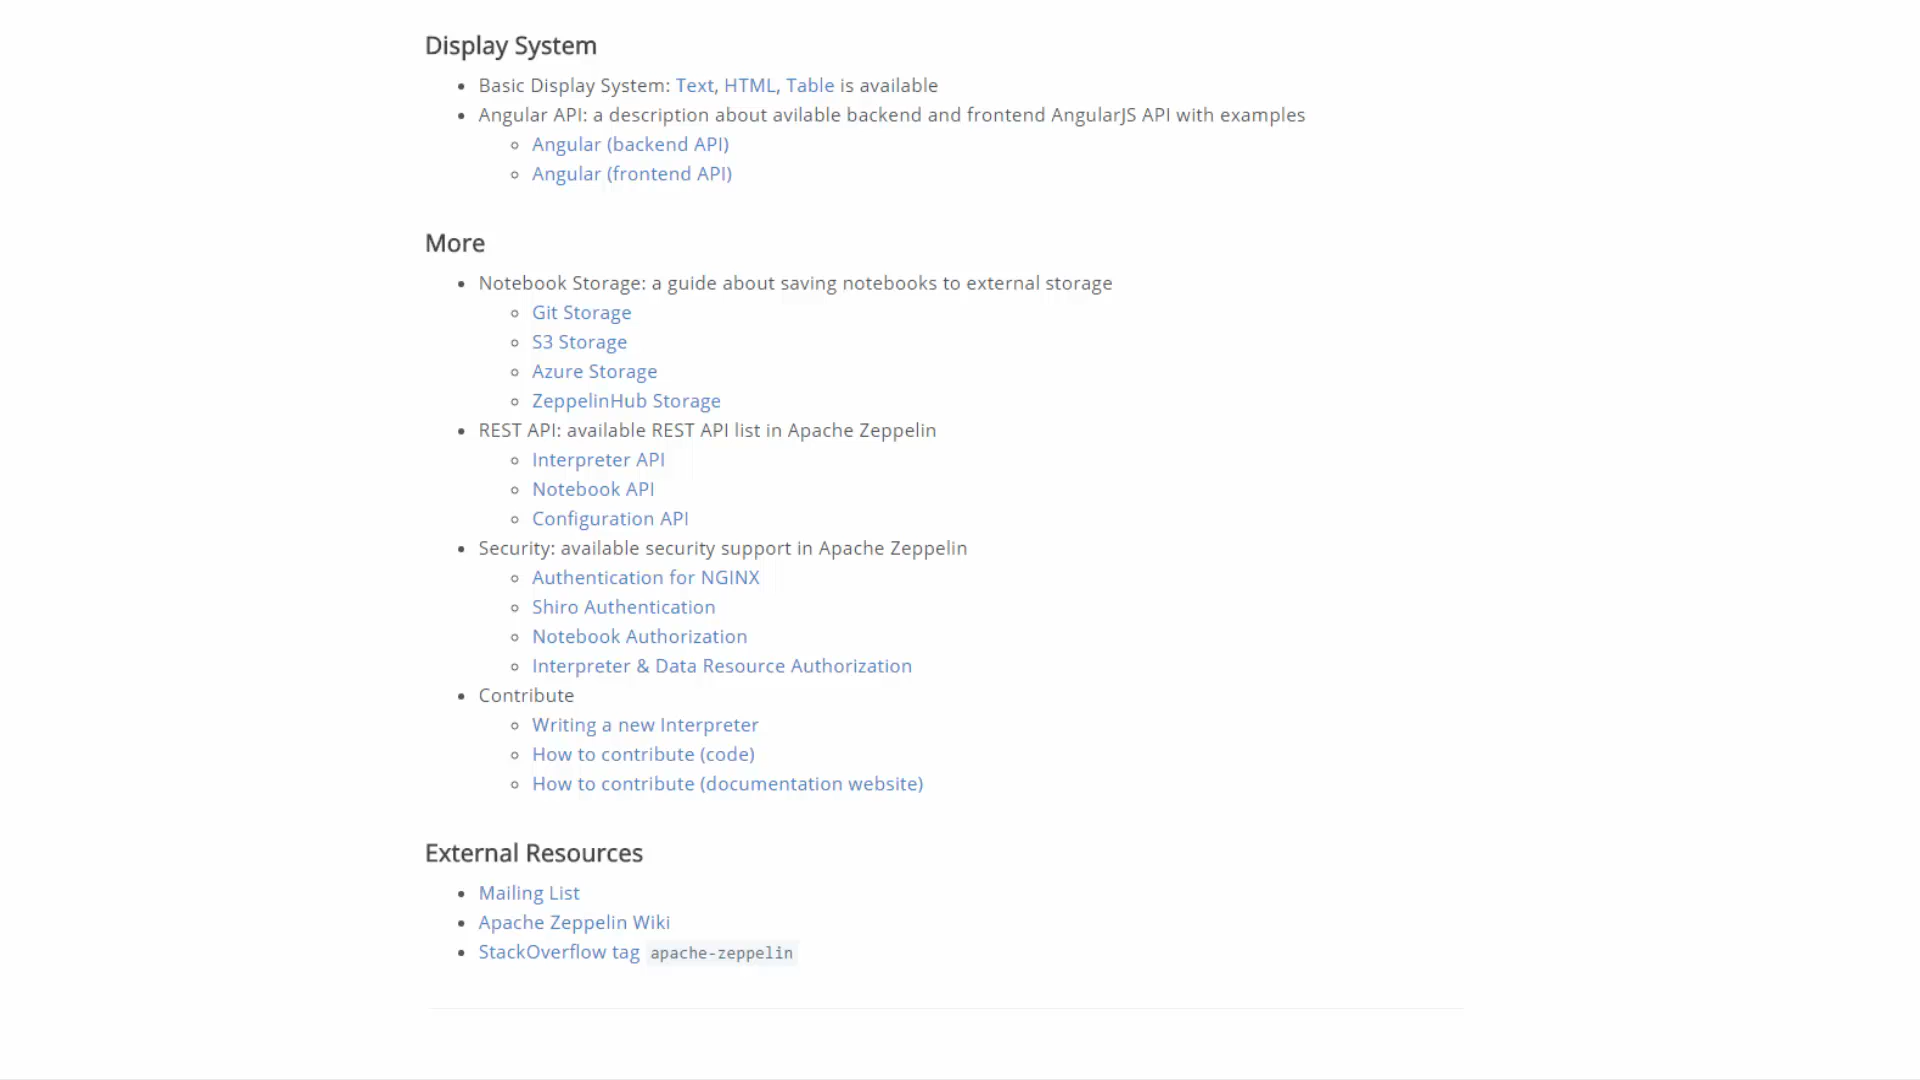 Display System
Basic Display System: Text, HTML, Table is available
Angular API: a description about avilable backend and frontend AngularJS API with examples
Angular (backend API)
Angular (frontend API)
More
Notebook Storage: a guide about saving notebooks to external storage
Git Storage
S3 Storage
Azure Storage
ZeppelinHub Storage
REST API: available REST API list in Apache Zeppelin
Interpreter API
Notebook API
Configuration API
Security: available security support in Apache Zeppelin
Authentication for NGINX
Shiro Authentication
Notebook Authorization
Interpreter & Data Resource Authorization
Contribute
Writing a new Interpreter
How to contribute (code)
How to contribute (documentation website)
External Resources
Mailing List
Apache Zeppelin Wiki
StackOverflow tag apache-zeppelin